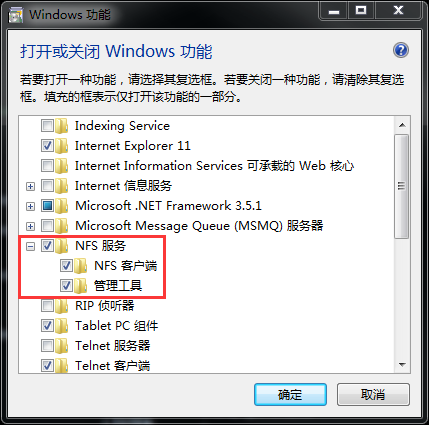 Windows 功能
打开或关闭 Windows 功能
若要打开一种功能，请选择其复选框。若要关闭一种功能，请清除其复选
框。填充的框表示仅打开该功能的一部分。
Indexing Service
Internet Explorer 11
Internet Information Services 可承载的 Web 核心
Internet 信息服务
Microsoft .NET Framework 3.5.1
Microsoft Message Queue (MSMQ) 服务器
NFS 服务
NFS 客户端
管理工具
RIP 侦听器
Tablet PC 组件
Telnet 服务器
Telnet 客户端
确定
取消